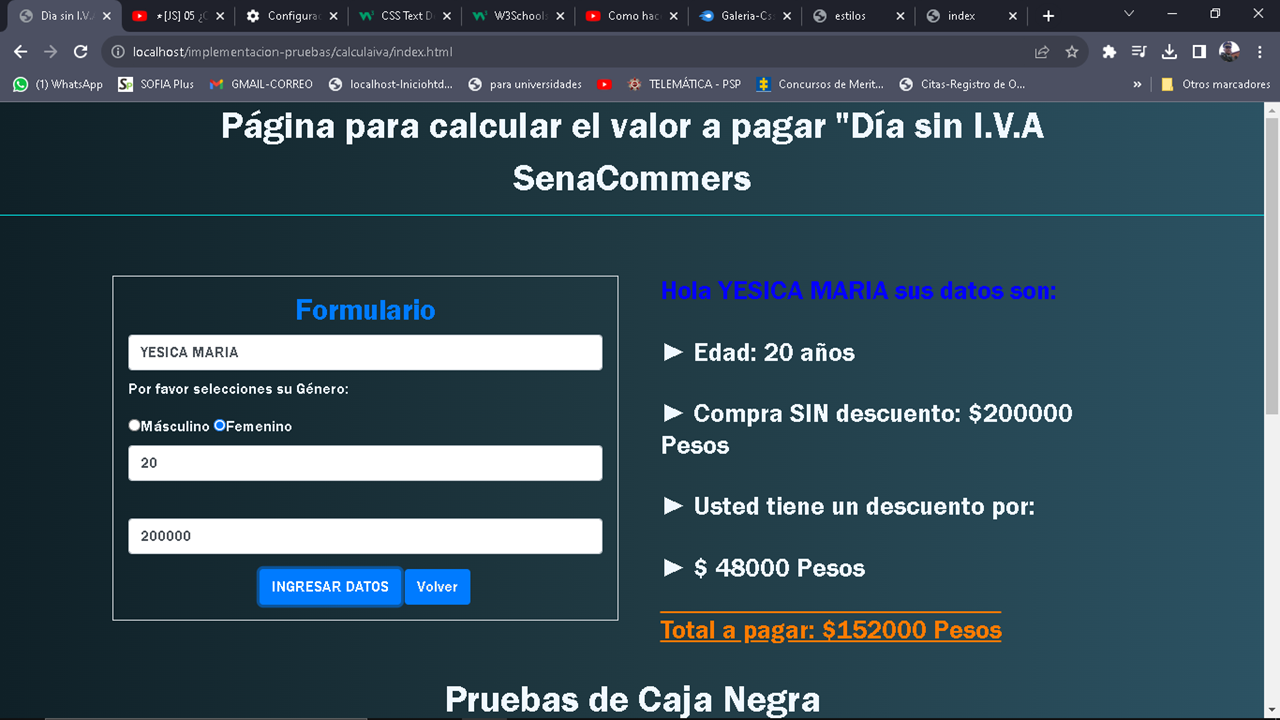 Día sin I.V.A
*[JS] 05 ¿C
Configurac
CSS Text D
W3Schools
Como hac
Galeria-Css
estilos
index
localhost/implementacion-pruebas/calculaiva/index.html
(1) WhatsApp
SOFIA Plus
GMAIL-CORREO
localhost-Iniciohtd...
para universidades
TELEMÁTICA - PSP
Concursos de Merit...
Citas-Registro de O...
»
Otros marcadores
Página para calcular el valor a pagar "Día sin I.V.A
SenaCommers
Formulario
YESICA MARIA
Por favor selecciones su Género:
Másculino Femenino
20
200000
INGRESAR DATOS Volver
Hola YESICA MARIA sus datos son:
► Edad: 20 años
► Compra SIN descuento: $200000
Pesos
► Usted tiene un descuento por:
► $ 48000 Pesos
Total a pagar: $152000 Pesos
Pruebas de Caja Negra